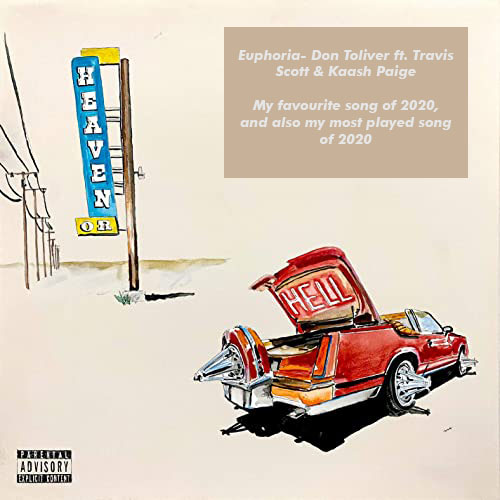 Euphoria- Don Toliver ft. Travis
Scott & Kaash Paige
My favourite song of 2020,
and also my most played song
of 2020
HEAVEN
OR
HELL
PARENTAL
ADVISORY
EXPLICIT CONTENT